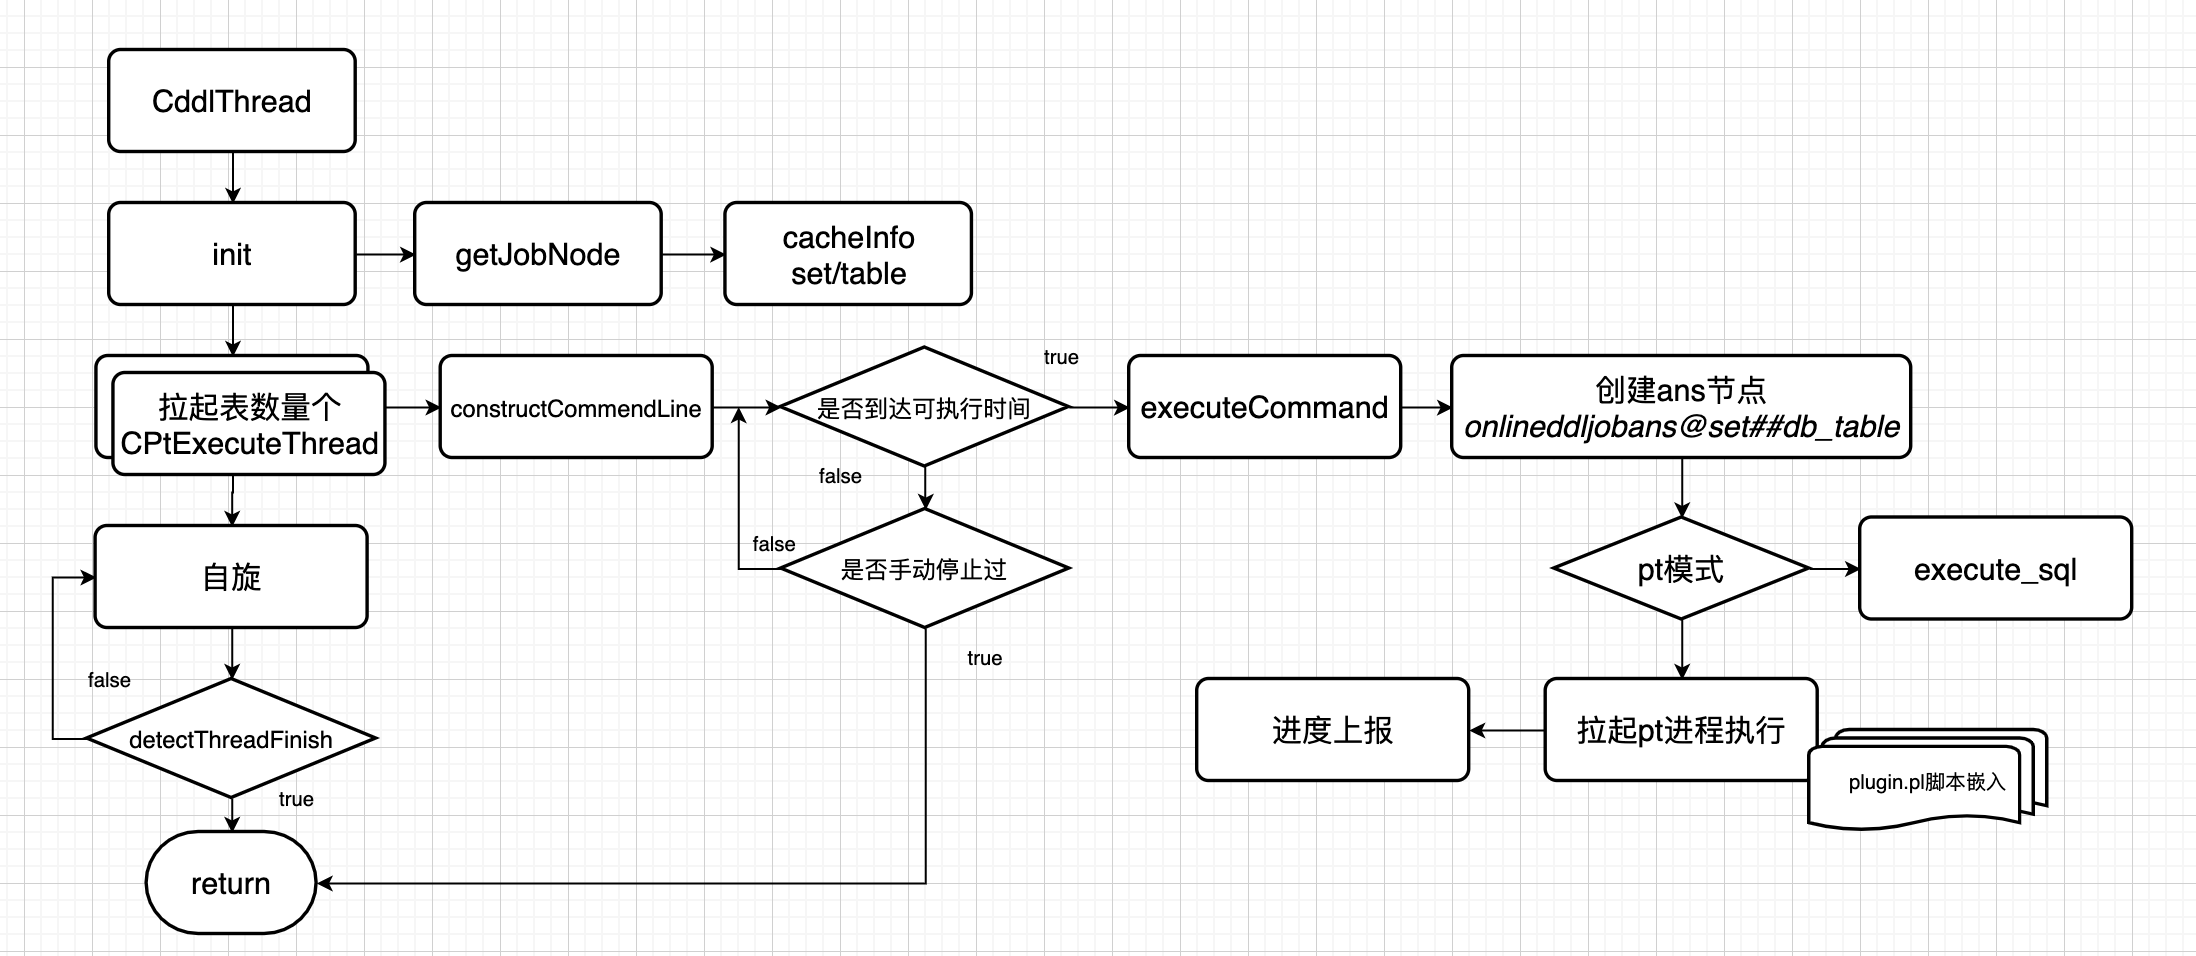 CddlThread
init
getJobNode
cacheInfo
set/table
拉起表数量个
CPtExecuteThread
constructCommendLine
是否到达可执行时间
true
executeCommand
创建ans节点
onlineddljobans@set##db_table
false
false
是否手动停止过
true
自旋
pt模式
execute_sql
false
detectThreadFinish
true
进度上报
拉起pt进程执行
plugin.pl脚本嵌入
return